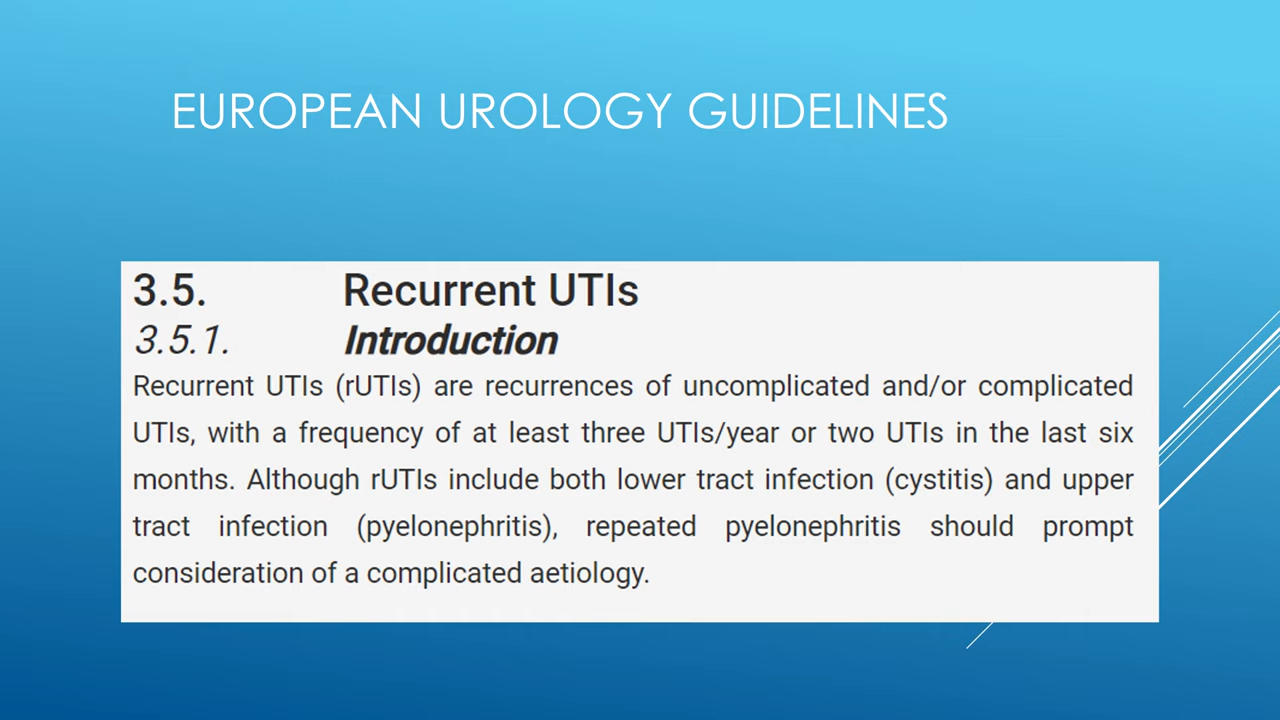 EUROPEAN UROLOGY GUIDELINES
3.5. Recurrent UTIs
3.5.1. Introduction
Recurrent UTIs (rUTIs) are recurrences of uncomplicated and/or complicated
UTIs, with a frequency of at least three UTIs/year or two UTIs in the last six
months. Although rUTIs include both lower tract infection (cystitis) and upper
tract infection (pyelonephritis), repeated pyelonephritis should prompt
consideration of a complicated aetiology.